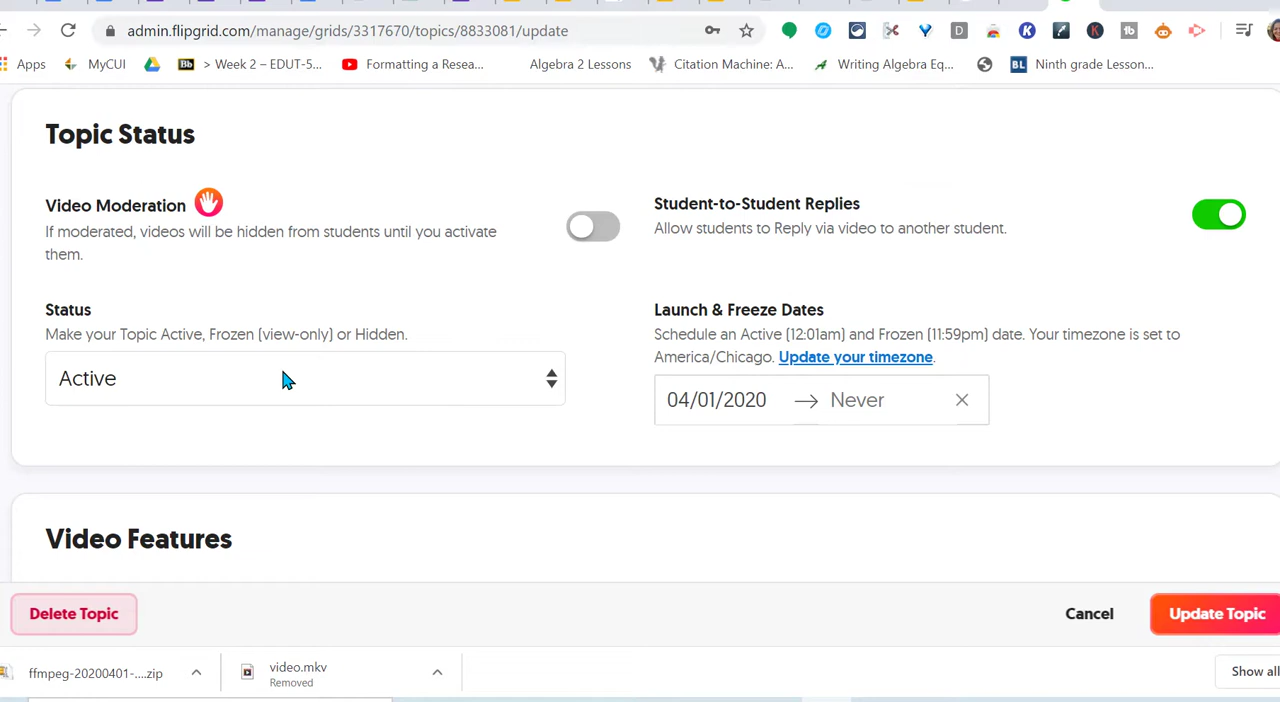 admin.flipgrid.com/manage/grids/3317670/topics/8833081/update
Apps MyCUI Bb > Week 2 – EDUT-5... Formatting a Resea... Algebra 2 Lessons Citation Machine: A... Writing Algebra Eq... BL Ninth grade Lesson...
Topic Status
Video Moderation
If moderated, videos will be hidden from students until you activate
them.
Student-to-Student Replies
Allow students to Reply via video to another student.
Status
Make your Topic Active, Frozen (view-only) or Hidden.
Active
Launch & Freeze Dates
Schedule an Active (12:01am) and Frozen (11:59pm) date. Your timezone is set to
America/Chicago. Update your timezone.
04/01/2020 → Never ×
Video Features
Delete Topic Cancel Update Topic
ffmpeg-20200401-....zip
video.mkv
Removed
Show all